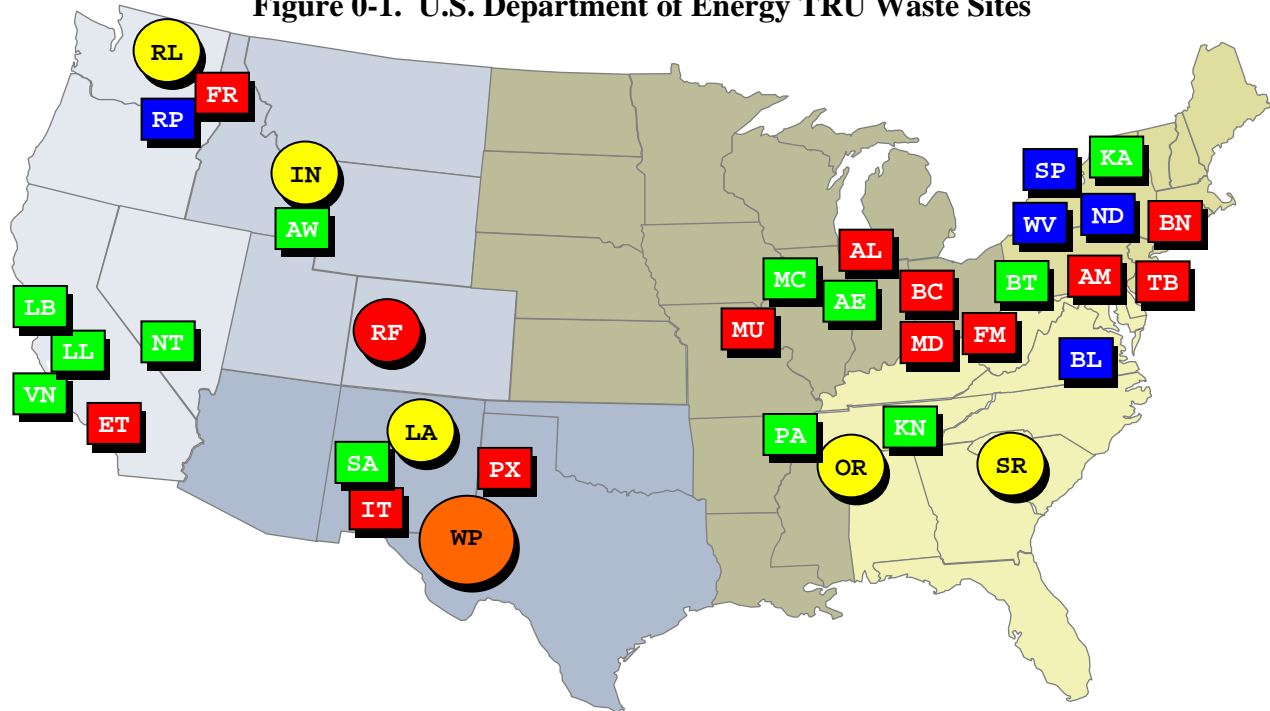 Figure 0-1. U.S. Department of Energy TRU Waste Sites
RL
FR
RP
IN
AW
SP
KA
WV
ND
BN
AL
MC
AE
BC
BT
AM
TB
LB
LL
NT
RF
MU
MD
FM
BL
VN
ET
LA
SA
PX
IT
WP
PA
KN
OR
SR